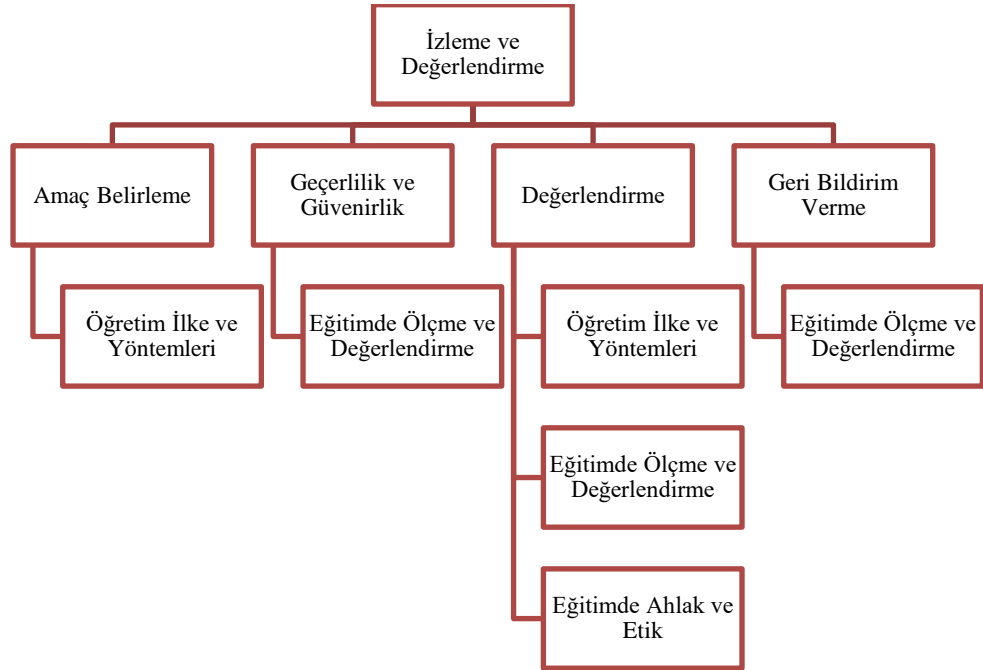 İzleme ve
Değerlendirme
Amaç Belirleme
Geçerlilik ve
Güvenirlik
Değerlendirme
Geri Bildirim
Verme
Öğretim İlke ve
Yöntemleri
Eğitimde Ölçme ve
Değerlendirme
Öğretim İlke ve
Yöntemleri
Eğitimde Ölçme ve
Değerlendirme
Eğitimde Ölçme ve
Değerlendirme
Eğitimde Ahlak ve
Etik